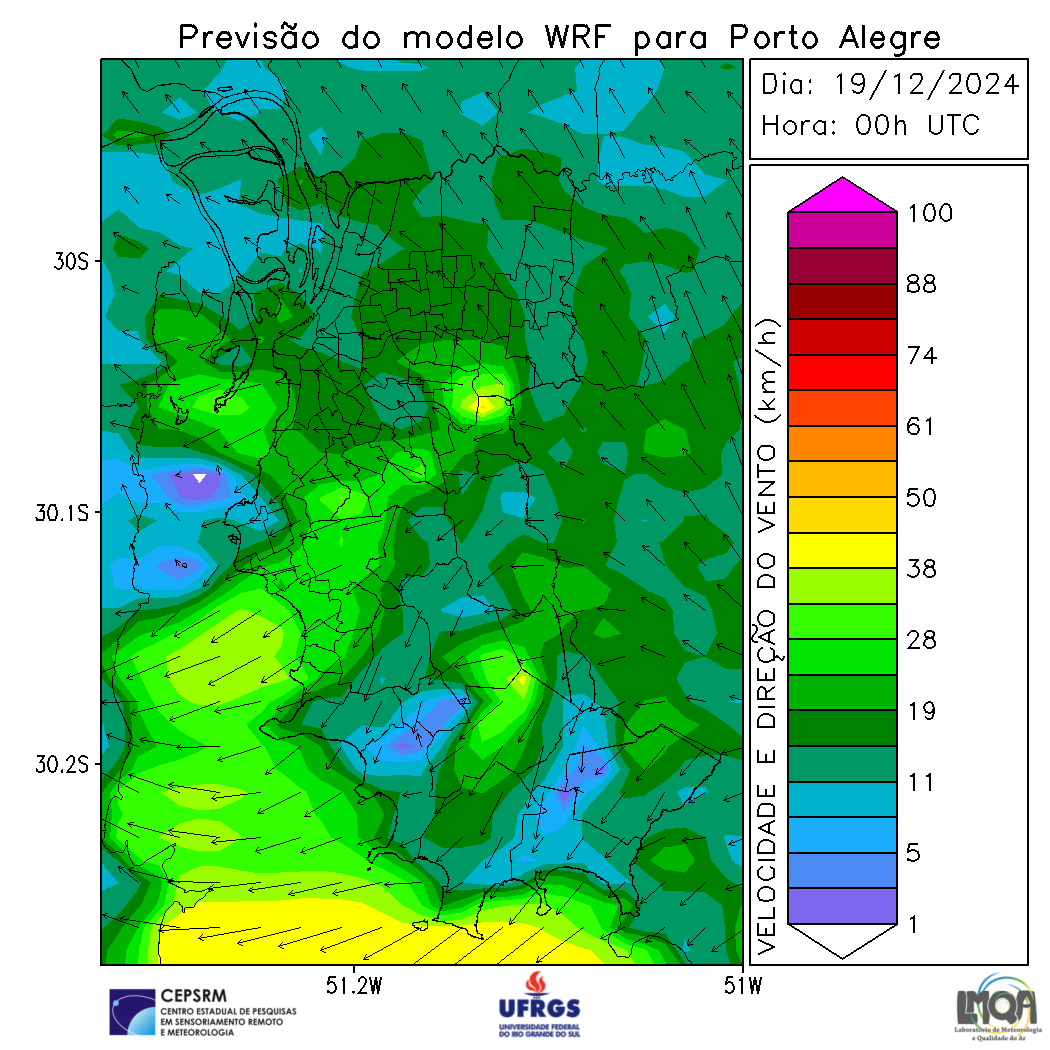 Previsão do modelo WRF para Porto Alegre
Dia: 19/12/2024
Hora: 00h UTC
30S
30.1S
30.2S
51.2W
51W
VELOCIDADE E DIREÇÃO DO VENTO (km/h)
100
88
74
61
50
38
28
19
11
5
1
CEPSRM
CENTRO ESTADUAL DE PESQUISAS
EM SENSORIAMENTO REMOTO
E METEOROLOGIA
UFRGS
UNIVERSIDADE FEDERAL
DO RIO GRANDE DO SUL
LMQA
Laboratório de Meteorologia
e Qualidade do Ar